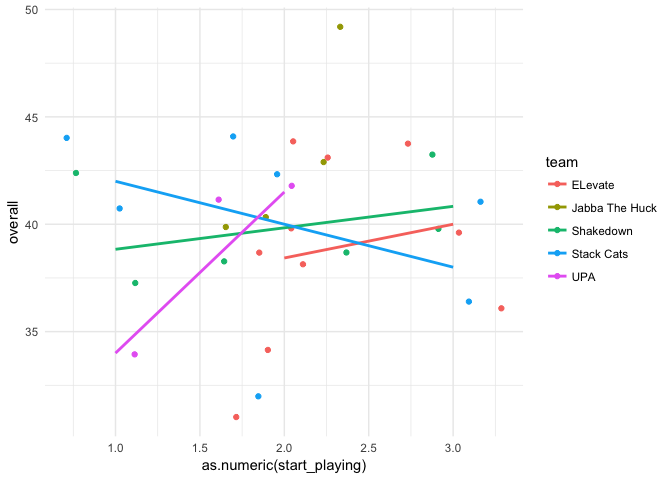 50
45
40
35
overall
1.0 1.5 2.0 2.5 3.0
as.numeric(start_playing)
team
ELevate
Jabba The Huck
Shakedown
Stack Cats
UPA